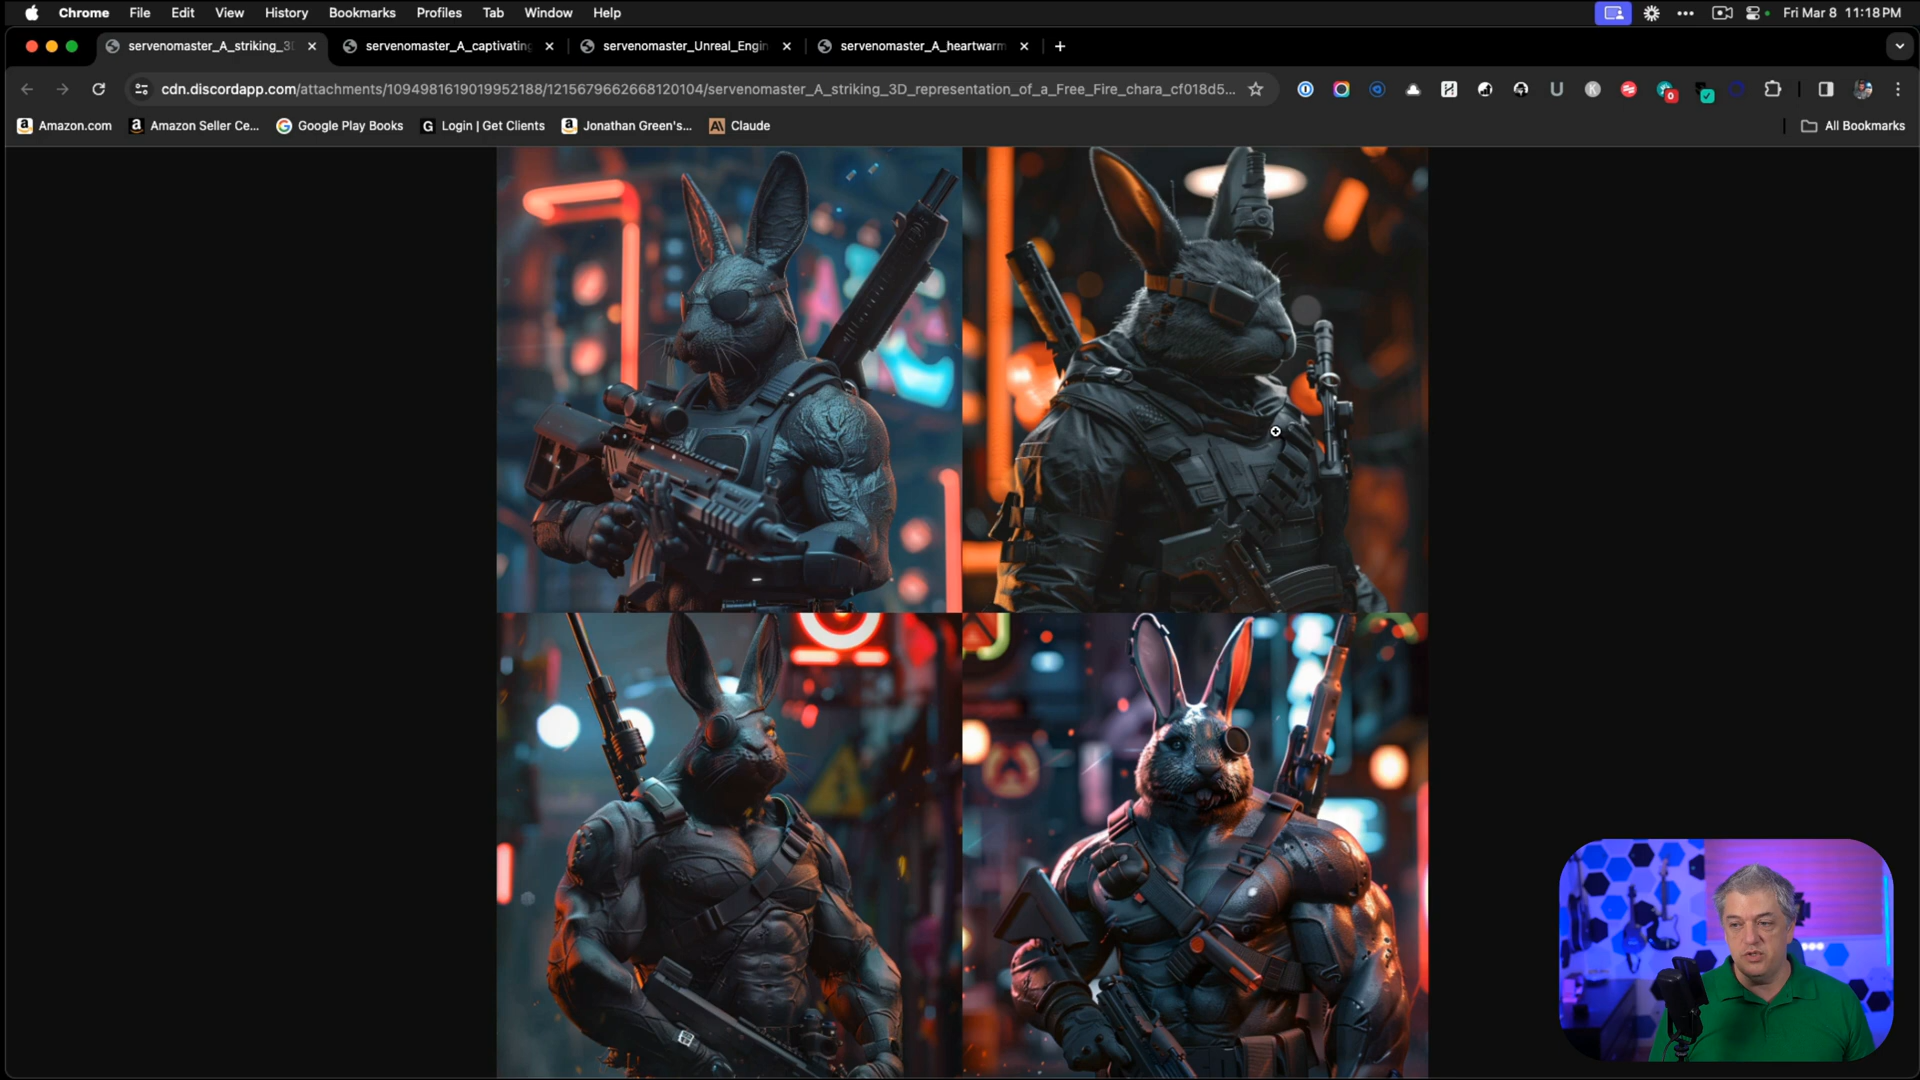 Chrome File Edit View History Bookmarks Profiles Tab Window Help Fri Mar 8 11:18 PM
servenomaster_A_striking_3D servenomaster_A_captivating servenomaster_Unreal_Engin servenomaster_A_heartwarm
cdn.discordapp.com/attachments/1094981619019952188/1215679662668120104/servenomaster_A_striking_3D_representation_of_a_Free_Fire_chara_cf018d5...
Amazon.com Amazon Seller Ce... Google Play Books Login | Get Clients Jonathan Green's... Claude All Bookmarks